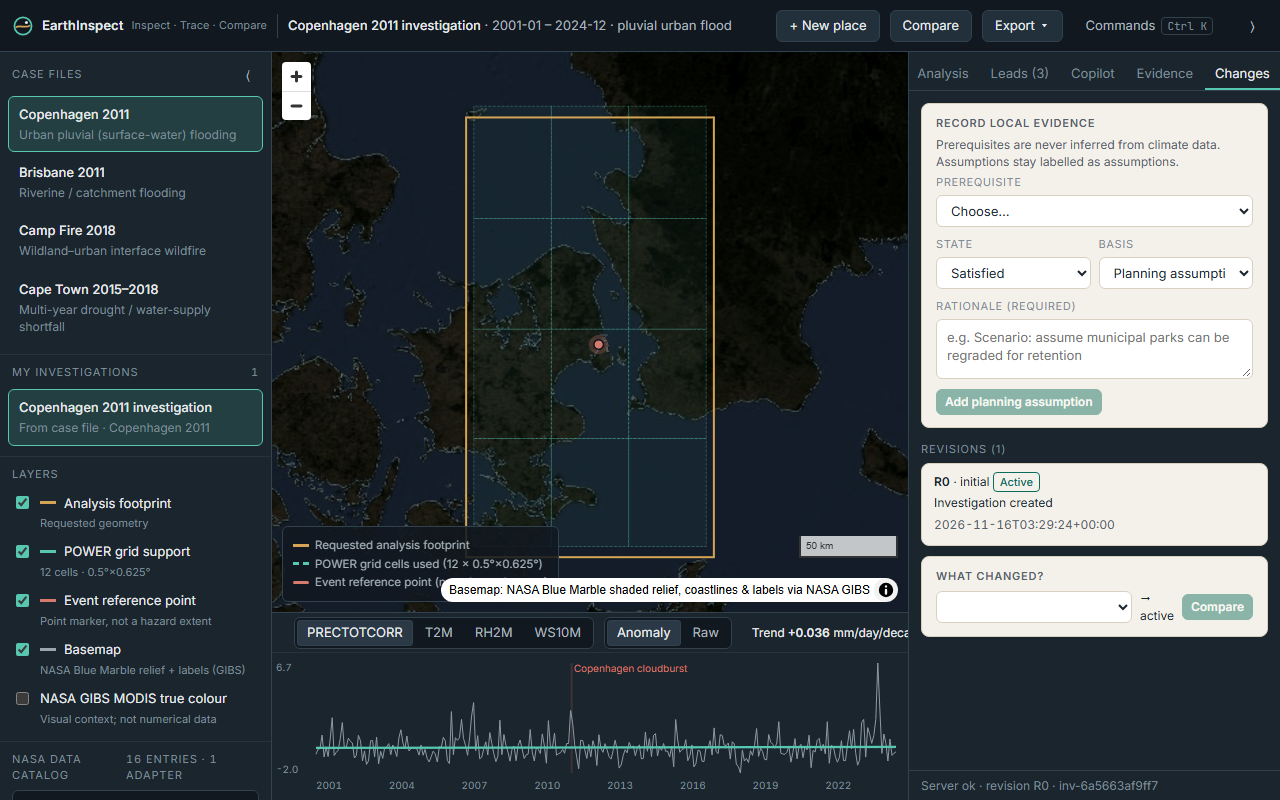 EarthInspect Inspect · Trace · Compare
Copenhagen 2011 investigation · 2001-01 – 2024-12 · pluvial urban flood
+ New place
Compare
Export
Commands Ctrl K
CASE FILES
Copenhagen 2011
Urban pluvial (surface-water) flooding
Brisbane 2011
Riverine / catchment flooding
Camp Fire 2018
Wildland–urban interface wildfire
Cape Town 2015–2018
Multi-year drought / water-supply
shortfall
MY INVESTIGATIONS 1
Copenhagen 2011 investigation
From case file · Copenhagen 2011
LAYERS
Analysis footprint
Requested geometry
POWER grid support
12 cells · 0.5°×0.625°
Event reference point
Point marker, not a hazard extent
Basemap
NASA Blue Marble relief + labels (GIBS)
NASA GIBS MODIS true colour
Visual context; not numerical data
NASA DATA
CATALOG
16 ENTRIES · 1
ADAPTER
+
−
Requested analysis footprint
POWER grid cells used (12 × 0.5°×0.625°)
Event reference point
50 km
Basemap: NASA Blue Marble shaded relief, coastlines & labels via NASA GIBS
PRECTOTCORR T2M RH2M WS10M
Anomaly Raw
Trend +0.036 mm/day/deca
6.7
Copenhagen cloudburst
-2.0
2001 2004 2007 2010 2013 2016 2019 2022
Analysis Leads (3) Copilot Evidence Changes
RECORD LOCAL EVIDENCE
Prerequisites are never inferred from climate data.
Assumptions stay labelled as assumptions.
PREREQUISITE
Choose...
STATE BASIS
Satisfied Planning assumpti
RATIONALE (REQUIRED)
e.g. Scenario: assume municipal parks can be
regraded for retention
Add planning assumption
REVISIONS (1)
R0 · initial Active
Investigation created
2026-11-16T03:29:24+00:00
WHAT CHANGED?
→
active
Compare
Server ok · revision R0 · inv-6a5663af9ff7